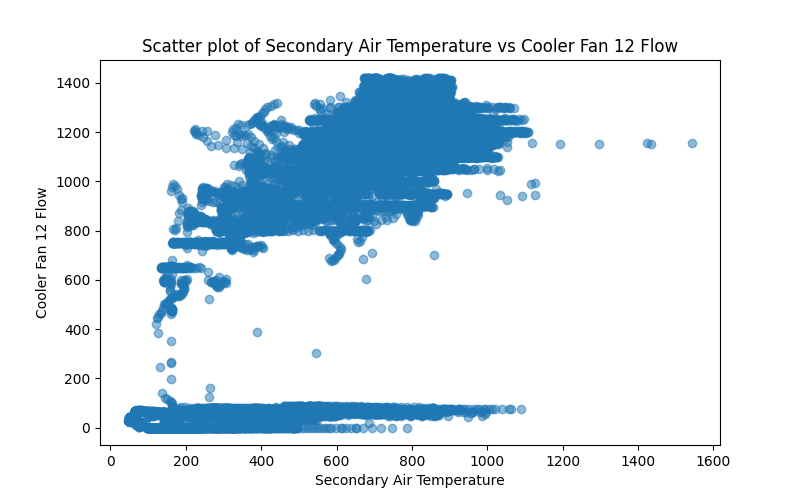 Scatter plot of Secondary Air Temperature vs Cooler Fan 12 Flow
Cooler Fan 12 Flow
1400
1200
1000
800
600
400
200
0
0 200 400 600 800 1000 1200 1400 1600
Secondary Air Temperature